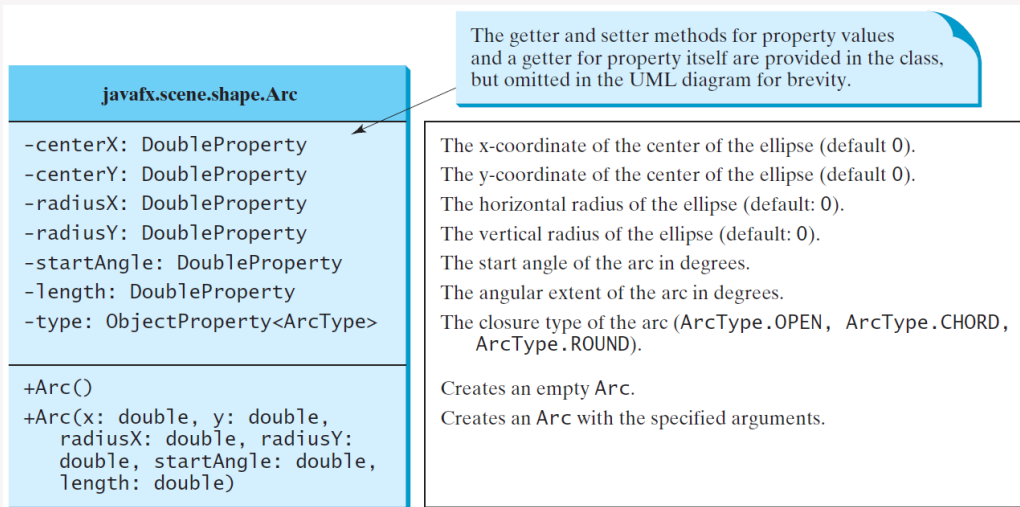 The getter and setter methods for property values
and a getter for property itself are provided in the class,
but omitted in the UML diagram for brevity.
javafx.scene.shape.Arc
-centerX: DoubleProperty
-centerY: DoubleProperty
-radiusX: DoubleProperty
-radiusY: DoubleProperty
-startAngle: DoubleProperty
-length: DoubleProperty
-type: ObjectProperty<ArcType>
The x-coordinate of the center of the ellipse (default 0).
The y-coordinate of the center of the ellipse (default 0).
The horizontal radius of the ellipse (default: 0).
The vertical radius of the ellipse (default: 0).
The start angle of the arc in degrees.
The angular extent of the arc in degrees.
The closure type of the arc (ArcType.OPEN, ArcType.CHORD,
ArcType.ROUND).
+Arc()
+Arc(x: double, y: double,
radiusX: double, radiusY:
double, startAngle: double,
length: double)
Creates an empty Arc.
Creates an Arc with the specified arguments.